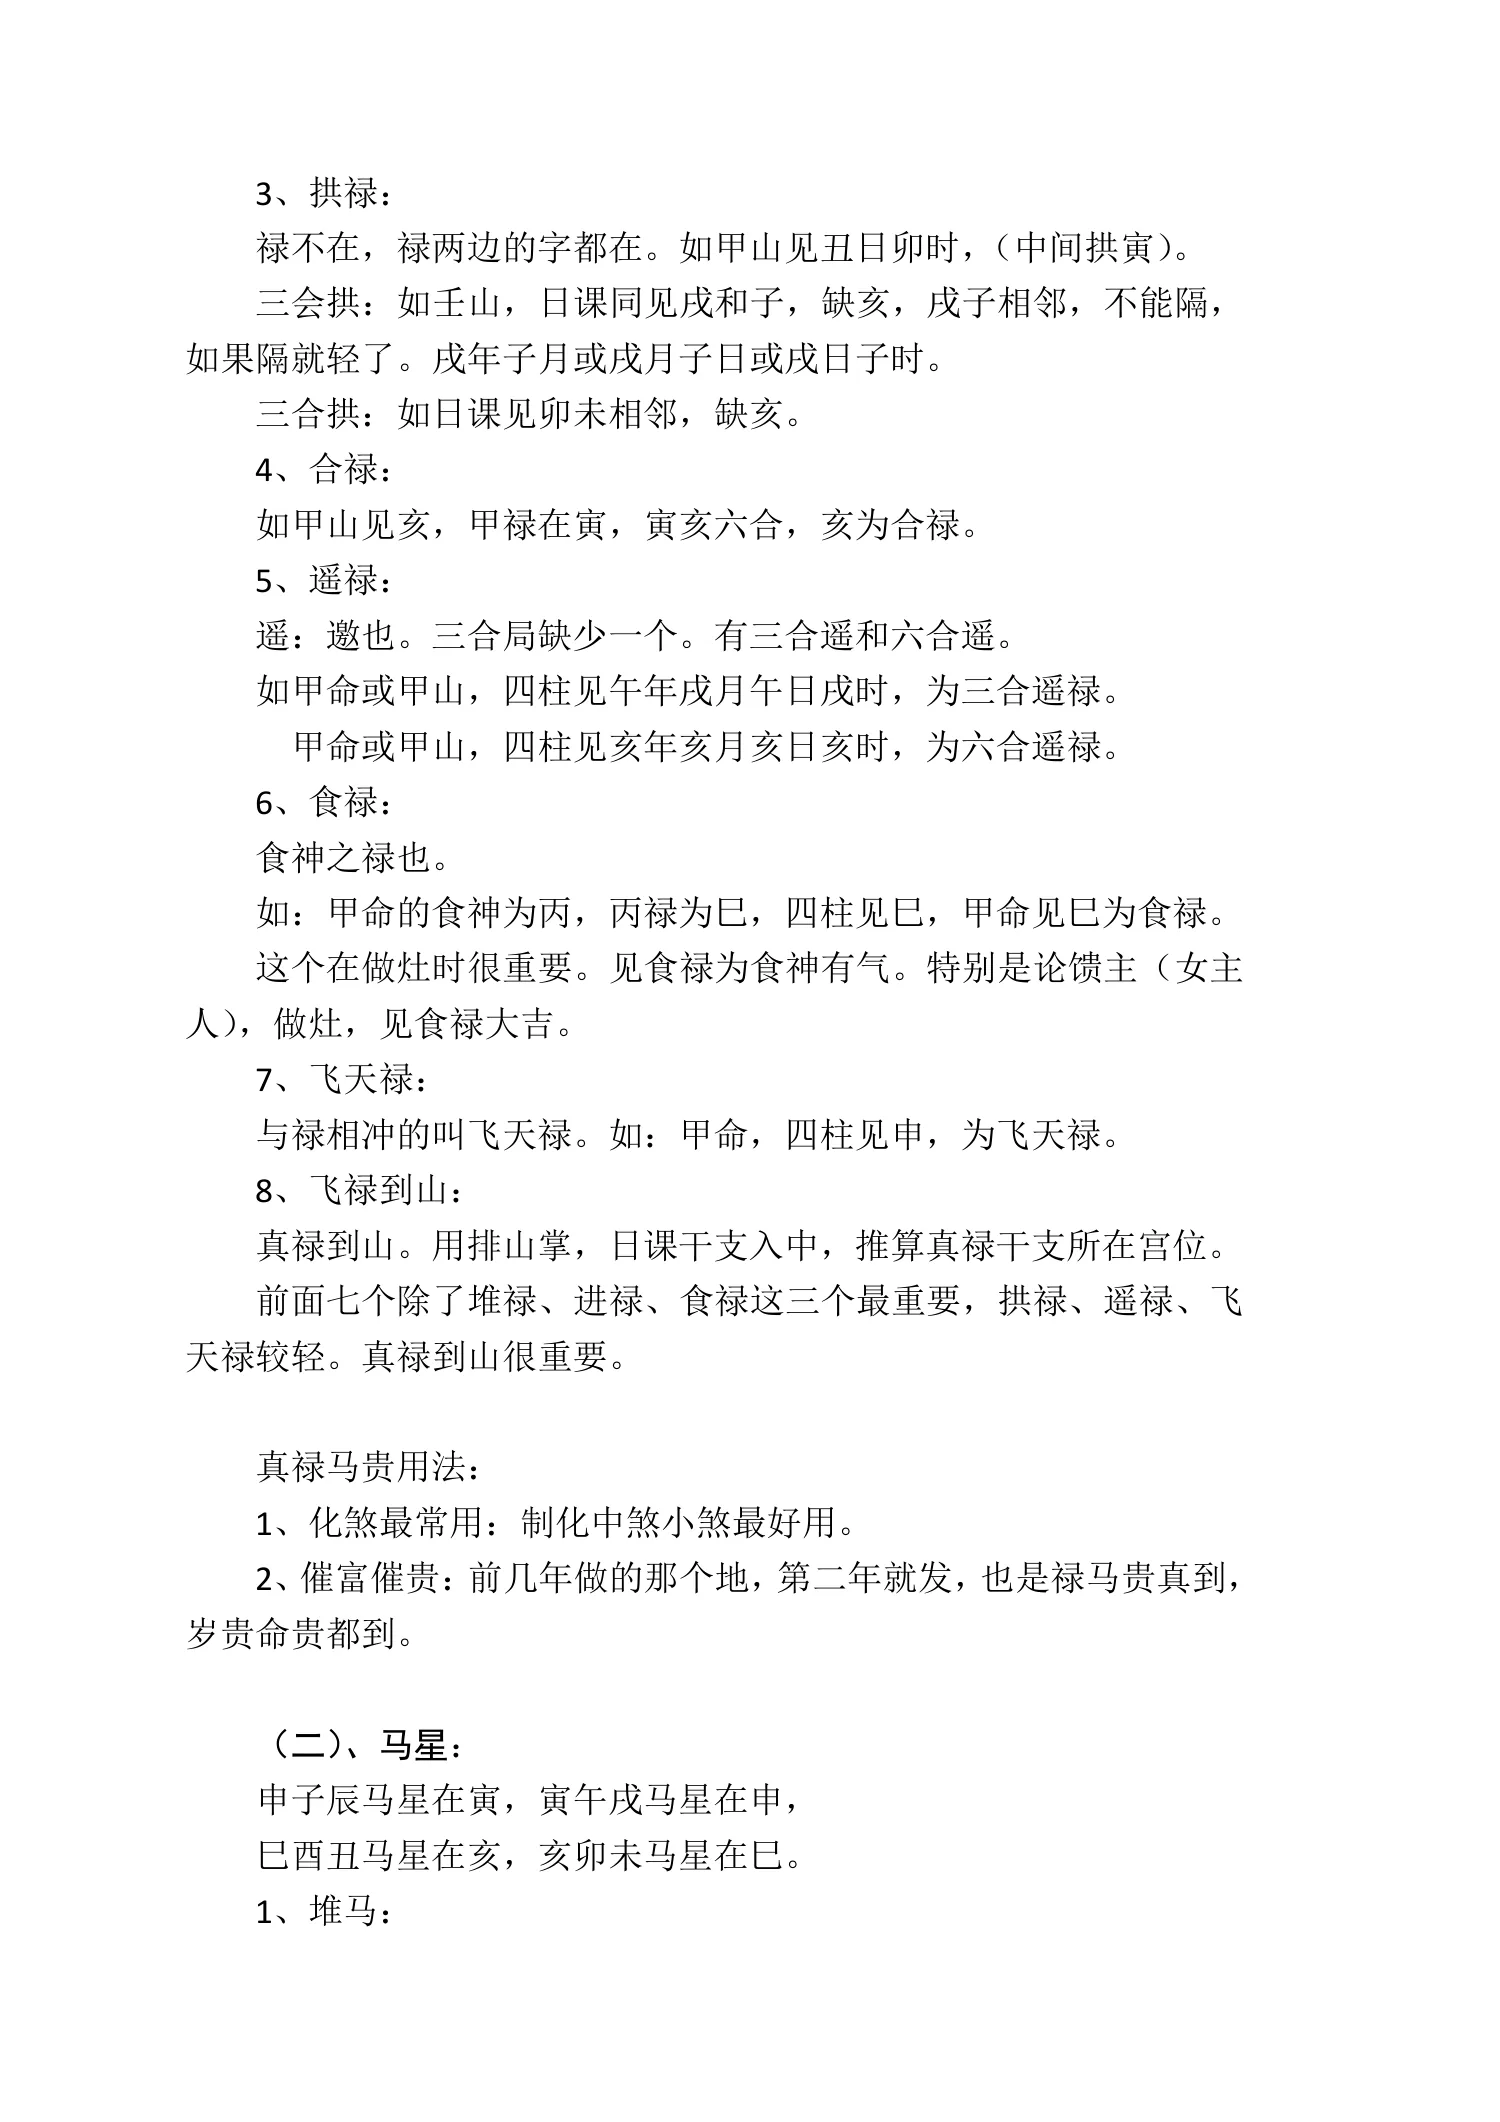 3、拱禄：
禄不在，禄两边的字都在。如甲山见丑日卯时，（中间拱寅）。
三会拱：如壬山，日课同见戌和子，缺亥，戌子相邻，不能隔，
如果隔就轻了。戌年子月或戌月子日或戌日子时。
三合拱：如日课见卯未相邻，缺亥。
4、合禄：
如甲山见亥，甲禄在寅，寅亥六合，亥为合禄。
5、遥禄：
遥：邀也。三合局缺少一个。有三合遥和六合遥。
如甲命或甲山，四柱见午年戌月午日戌时，为三合遥禄。
甲命或甲山，四柱见亥年亥月亥日亥时，为六合遥禄。
6、食禄：
食神之禄也。
如：甲命的食神为丙，丙禄为巳，四柱见巳，甲命见巳为食禄。
这个在做灶时很重要。见食禄为食神有气。特别是论馈主（女主
人），做灶，见食禄大吉。
7、飞天禄：
与禄相冲的叫飞天禄。如：甲命，四柱见申，为飞天禄。
8、飞禄到山：
真禄到山。用排山掌，日课干支入中，推算真禄干支所在宫位。
前面七个除了堆禄、进禄、食禄这三个最重要，拱禄、遥禄、飞
天禄较轻。真禄到山很重要。
真禄马贵用法：
1、化煞最常用：制化中煞小煞最好用。
2、催富催贵：前几年做的那个地，第二年就发，也是禄马贵真到，
岁贵命贵都到。
（二）、马星：
申子辰马星在寅，寅午戌马星在申，
巳酉丑马星在亥，亥卯未马星在巳。
1、堆马：